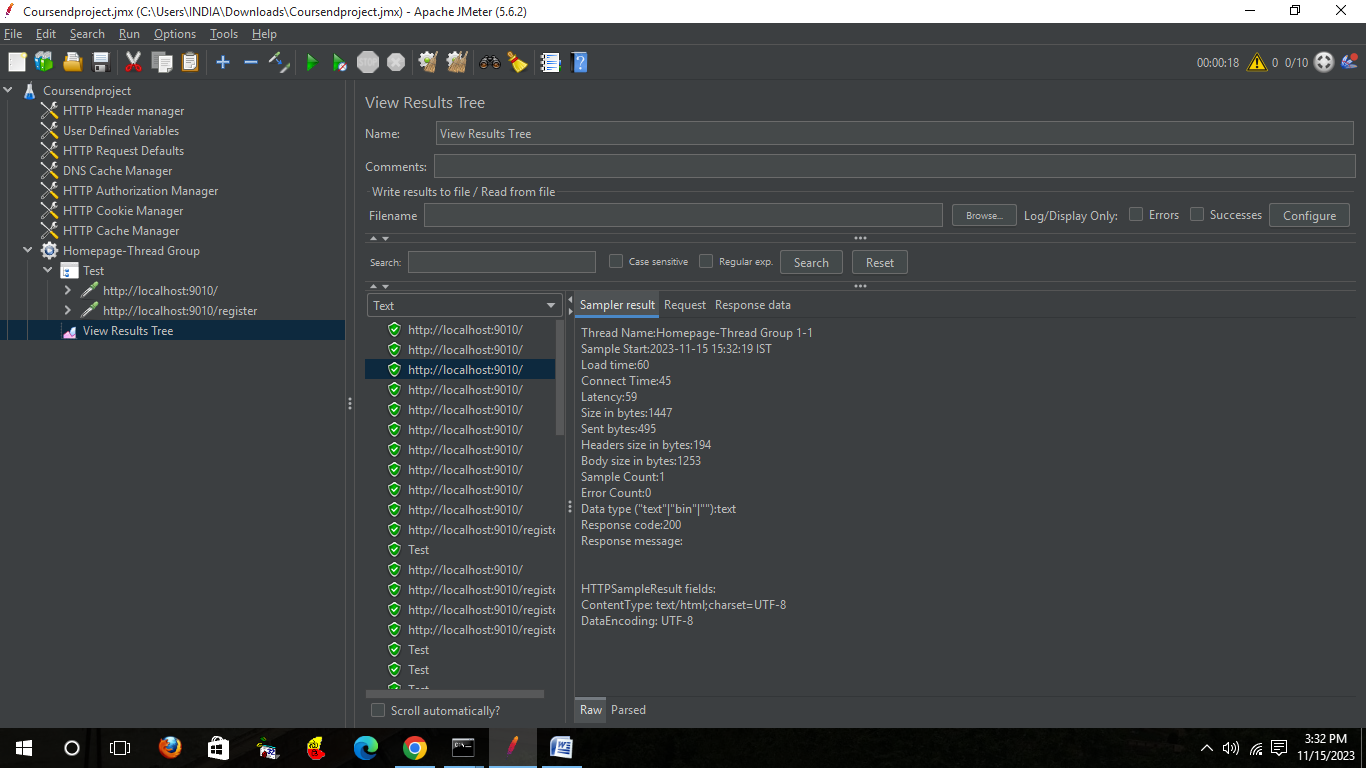 Coursendproject.jmx (C:\Users\INDIA\Downloads\Coursendproject.jmx) - Apache JMeter (5.6.2)
File Edit Search Run Options Tools Help
STOP 00:00:18 0 0/10
Coursendproject
HTTP Header manager
User Defined Variables
HTTP Request Defaults
DNS Cache Manager
HTTP Authorization Manager
HTTP Cookie Manager
HTTP Cache Manager
Homepage-Thread Group
Test
http://localhost:9010/
http://localhost:9010/register
View Results Tree
View Results Tree
Name: View Results Tree
Comments:
Write results to file / Read from file
Filename Browse... Log/Display Only: Errors Successes Configure
Search: Case sensitive Regular exp. Search Reset
Text
http://localhost:9010/
http://localhost:9010/
http://localhost:9010/
http://localhost:9010/
http://localhost:9010/
http://localhost:9010/
http://localhost:9010/
http://localhost:9010/
http://localhost:9010/
http://localhost:9010/
http://localhost:9010/registe
Test
http://localhost:9010/
http://localhost:9010/registe
http://localhost:9010/registe
http://localhost:9010/registe
Test
Test
Test
Scroll automatically?
Sampler result Request Response data
Thread Name:Homepage-Thread Group 1-1
Sample Start:2023-11-15 15:32:19 IST
Load time:60
Connect Time:45
Latency:59
Size in bytes:1447
Sent bytes:495
Headers size in bytes:194
Body size in bytes:1253
Sample Count:1
Error Count:0
Data type ("text"|"bin"|""):text
Response code:200
Response message:
HTTPSampleResult fields:
ContentType: text/html;charset=UTF-8
DataEncoding: UTF-8
Raw Parsed
3:32 PM
11/15/2023